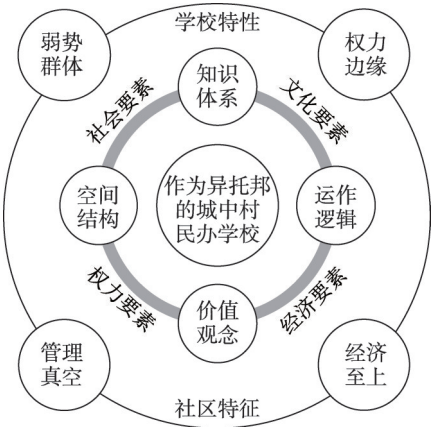 学校特性
弱势
群体
权力
边缘
知识
体系
社会要素
文化要素
空间
结构
作为异托邦
的城中村
民办学校
运作
逻辑
权力要素
经济要素
价值
观念
管理
真空
经济
至上
社区特征